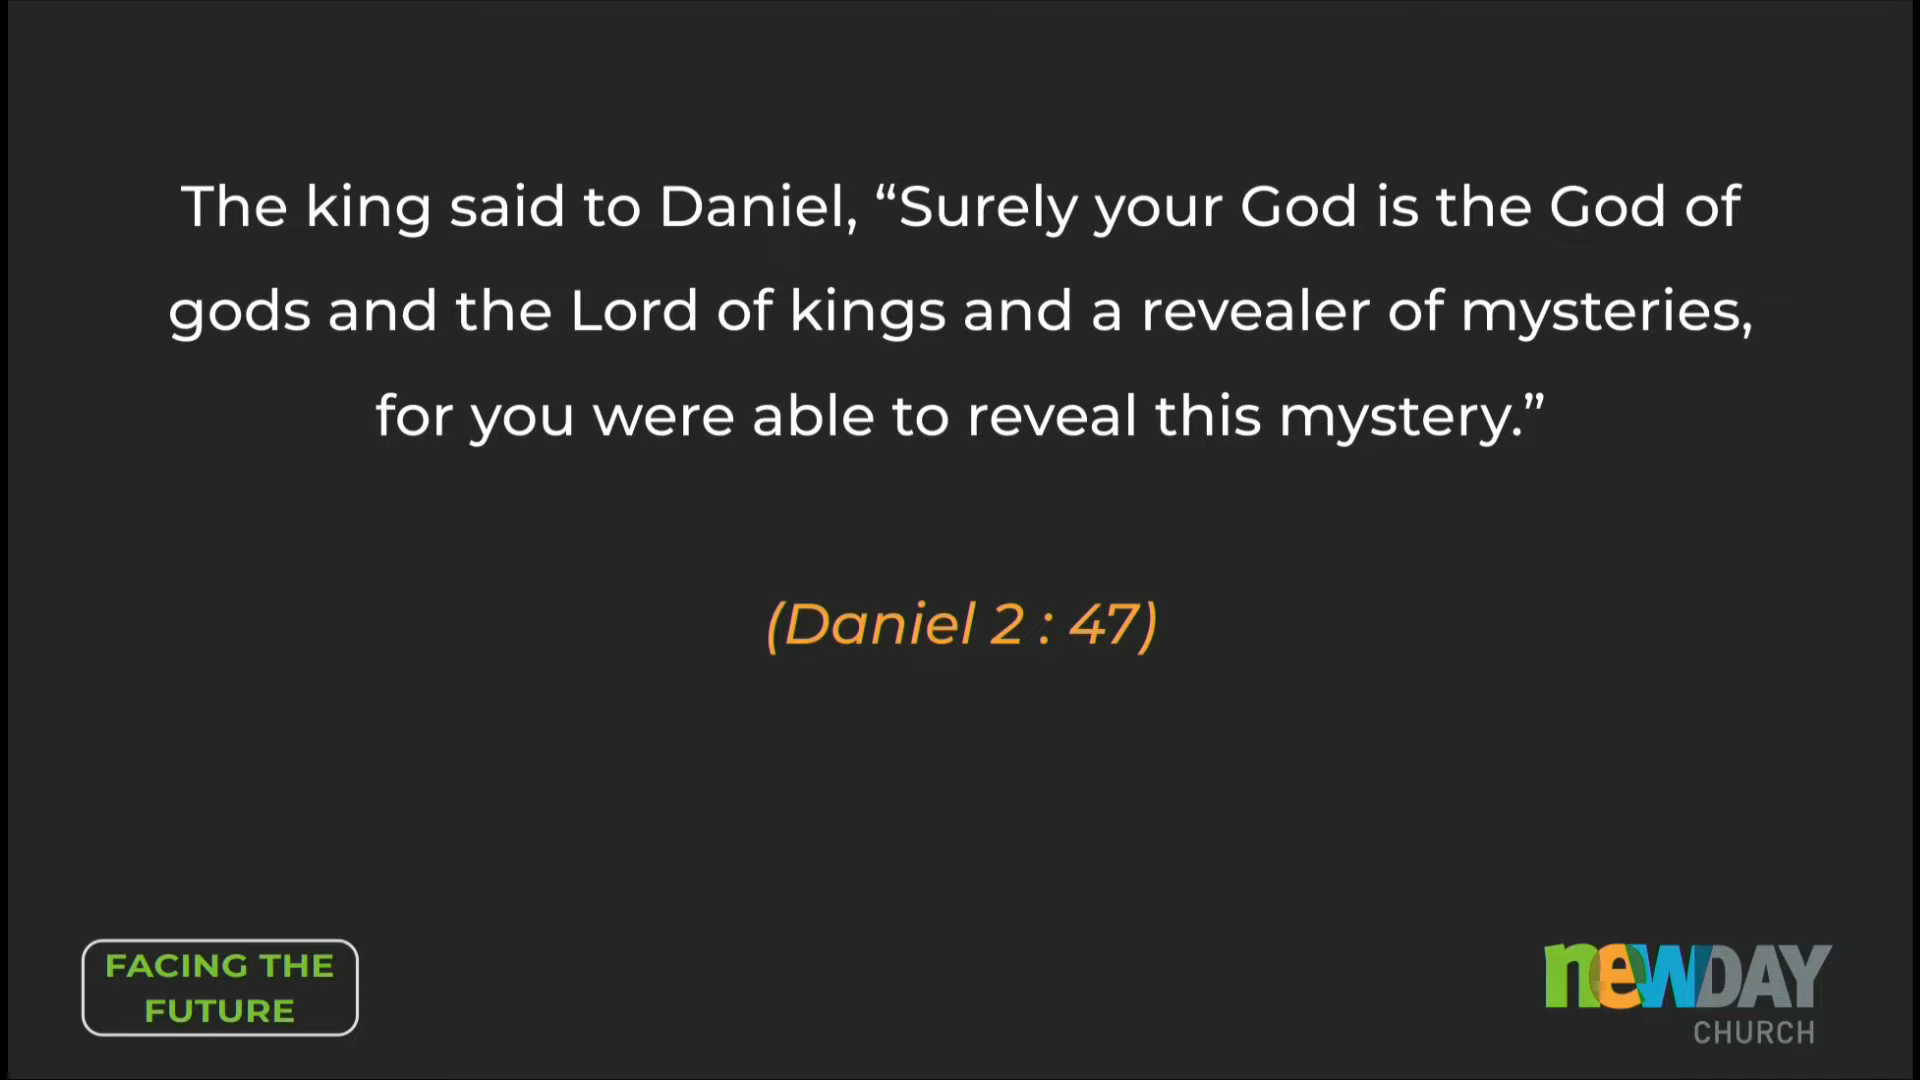 The king said to Daniel, “Surely your God is the God of
gods and the Lord of kings and a revealer of mysteries,
for you were able to reveal this mystery.”
(Daniel 2 : 47)
FACING THE
FUTURE
newDAY
CHURCH